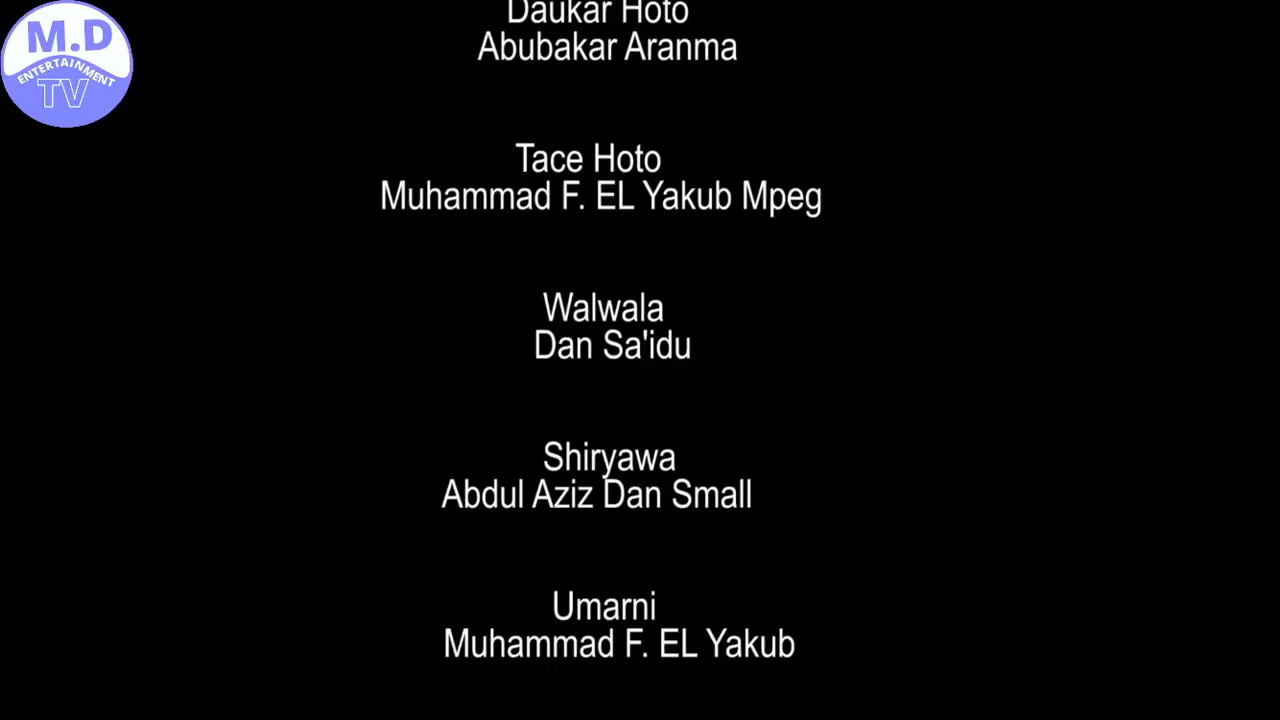 M.D
ENTERTAINMENT
TV
Daukar Hoto
Abubakar Aranma
Tace Hoto
Muhammad F. EL Yakub Mpeg
Walwala
Dan Sa'idu
Shiryawa
Abdul Aziz Dan Small
Umarni
Muhammad F. EL Yakub